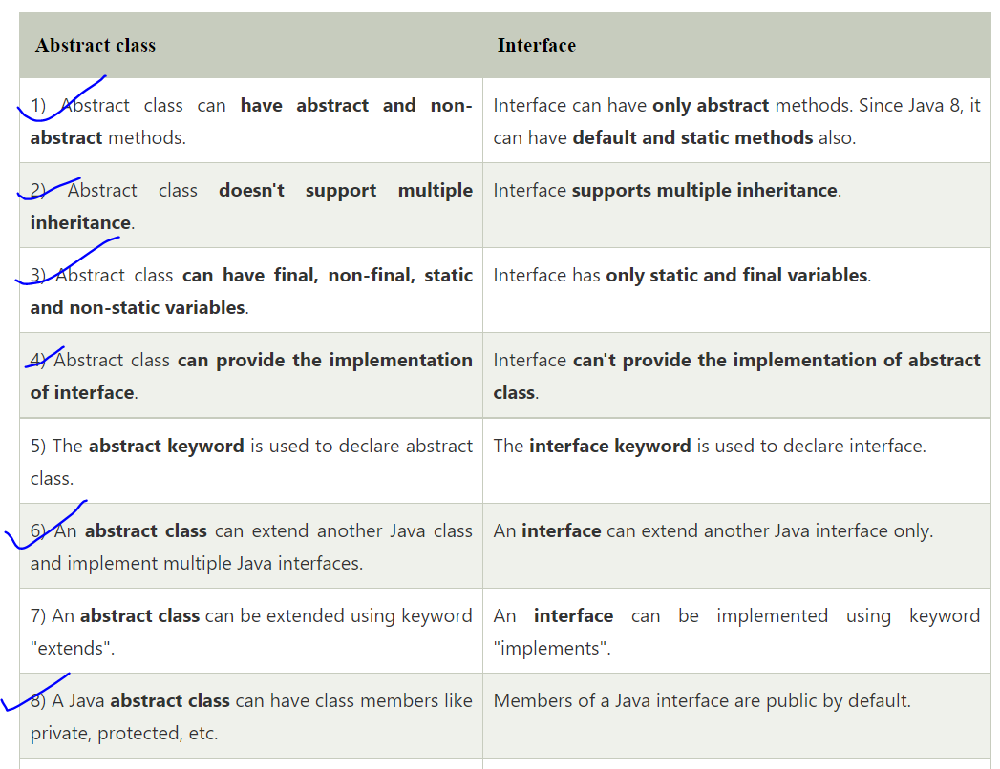 Abstract class
Interface
1) Abstract class can have abstract and non-
abstract methods.
Interface can have only abstract methods. Since Java 8, it
can have default and static methods also.
2) Abstract class doesn't support multiple
inheritance.
Interface supports multiple inheritance.
3) Abstract class can have final, non-final, static
and non-static variables.
Interface has only static and final variables.
4) Abstract class can provide the implementation
of interface.
Interface can't provide the implementation of abstract
class.
5) The abstract keyword is used to declare abstract
class.
The interface keyword is used to declare interface.
6) An abstract class can extend another Java class
and implement multiple Java interfaces.
An interface can extend another Java interface only.
7) An abstract class can be extended using keyword
"extends".
An interface can be implemented using keyword
"implements".
8) A Java abstract class can have class members like
private, protected, etc.
Members of a Java interface are public by default.